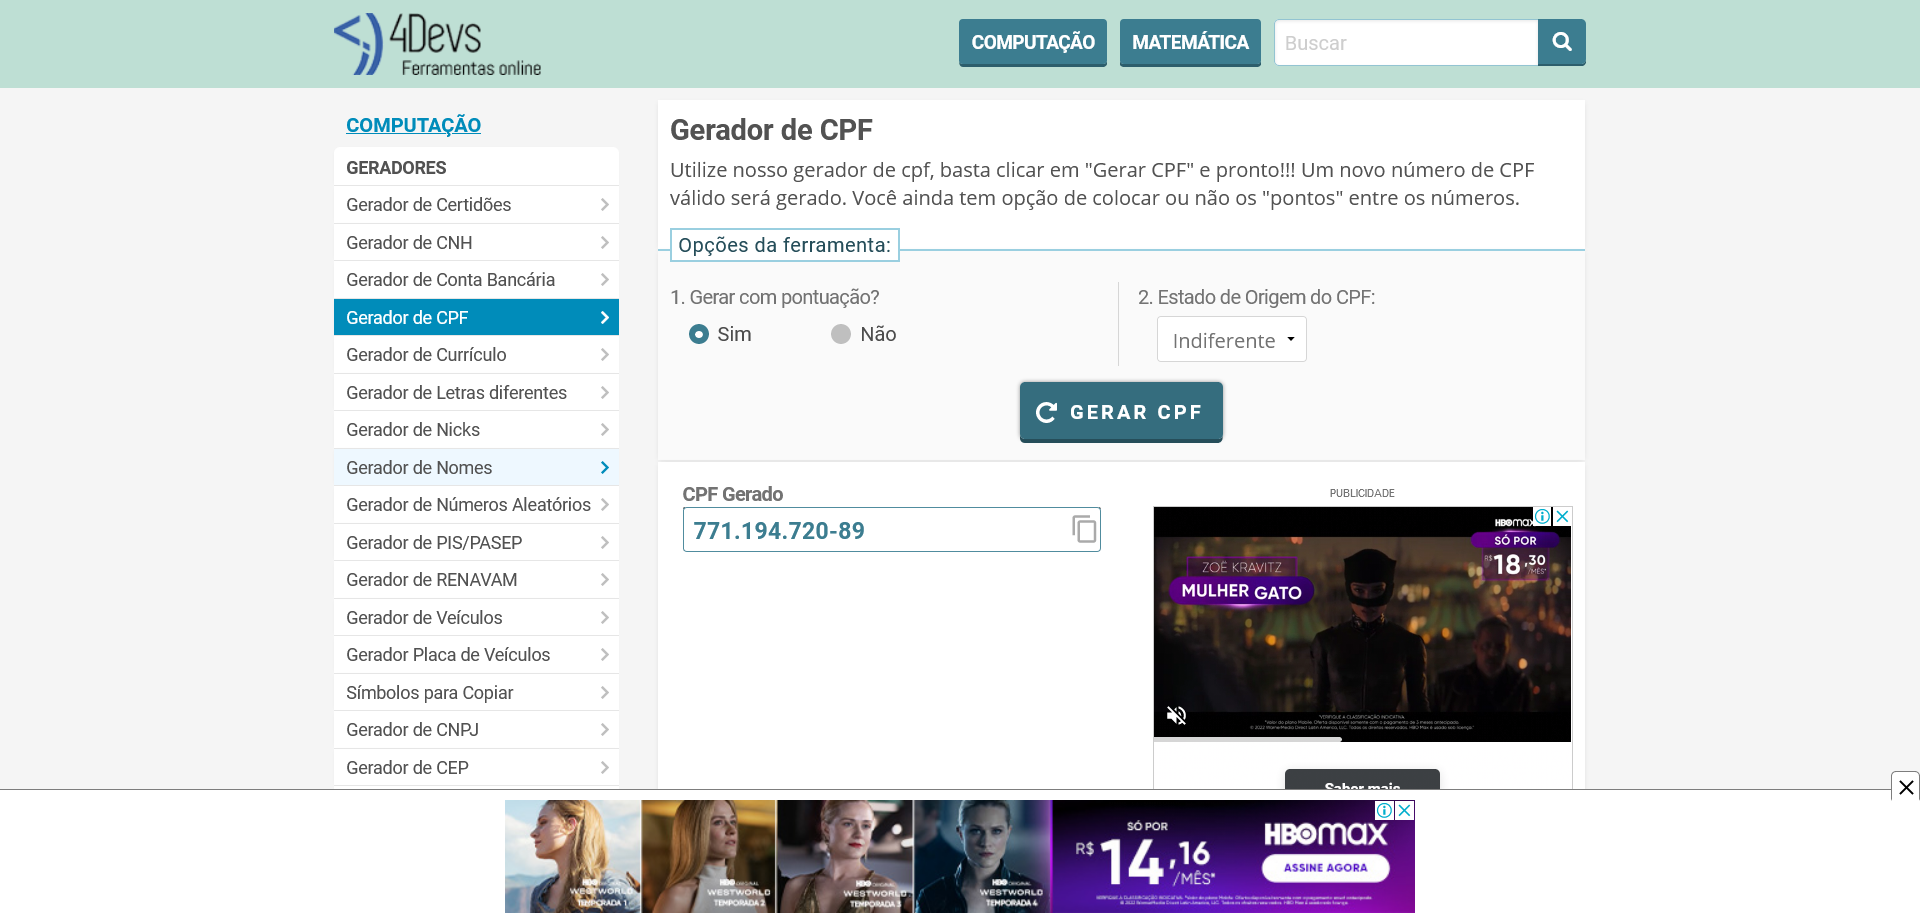 4Devs
Ferramentas online
COMPUTAÇÃO
MATEMÁTICA
Buscar
COMPUTAÇÃO
GERADORES
Gerador de Certidões
Gerador de CNH
Gerador de Conta Bancária
Gerador de CPF
Gerador de Currículo
Gerador de Letras diferentes
Gerador de Nicks
Gerador de Nomes
Gerador de Números Aleatórios
Gerador de PIS/PASEP
Gerador de RENAVAM
Gerador de Veículos
Gerador Placa de Veículos
Símbolos para Copiar
Gerador de CNPJ
Gerador de CEP
Gerador de CPF
Utilize nosso gerador de cpf, basta clicar em "Gerar CPF" e pronto!!! Um novo número de CPF
válido será gerado. Você ainda tem opção de colocar ou não os "pontos" entre os números.
Opções da ferramenta:
1. Gerar com pontuação?
Sim
Não
2. Estado de Origem do CPF:
Indiferente
GERAR CPF
CPF Gerado
771.194.720-89
PUBLICIDADE
HBOmax
SÓ POR
R$18,30
/MÊS*
ZOË KRAVITZ
MULHER GATO
Saber mais
HBO ORIGINAL
WESTWORLD
TEMPORADA 1
HBO ORIGINAL
WESTWORLD
TEMPORADA 2
HBO ORIGINAL
WESTWORLD
TEMPORADA 3
HBO ORIGINAL
WESTWORLD
TEMPORADA 4
SÓ POR
R$14,16
/MÊS*
HBOmax
ASSINE AGORA